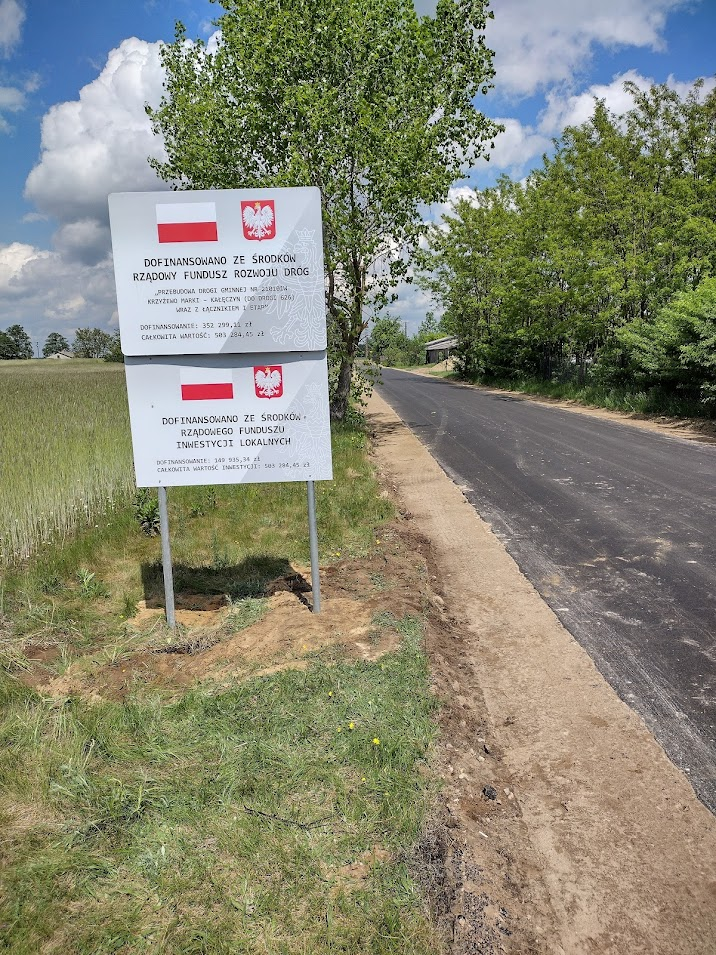 DOFINANSOWANO ZE ŚRODKÓW
RZĄDOWY FUNDUSZ ROZWOJU DRÓG
„PRZEBUDOWA DROGI GMINNEJ NR 210101W
KRZYŻEWO MARKI – KAŁĘCZYN (DO DROGI 626)
WRAZ Z ŁĄCZNIKIEM 1 ETAP"
DOFINANSOWANIE: 352 299,11 zł
CAŁKOWITA WARTOŚĆ: 503 284,45 zł
DOFINANSOWANO ZE ŚRODKÓW
RZĄDOWEGO FUNDUSZU
INWESTYCJI LOKALNYCH
DOFINANSOWANIE: 149 935,34 zł
CAŁKOWITA WARTOŚĆ INWESTYCJI: 503 284,45 zł